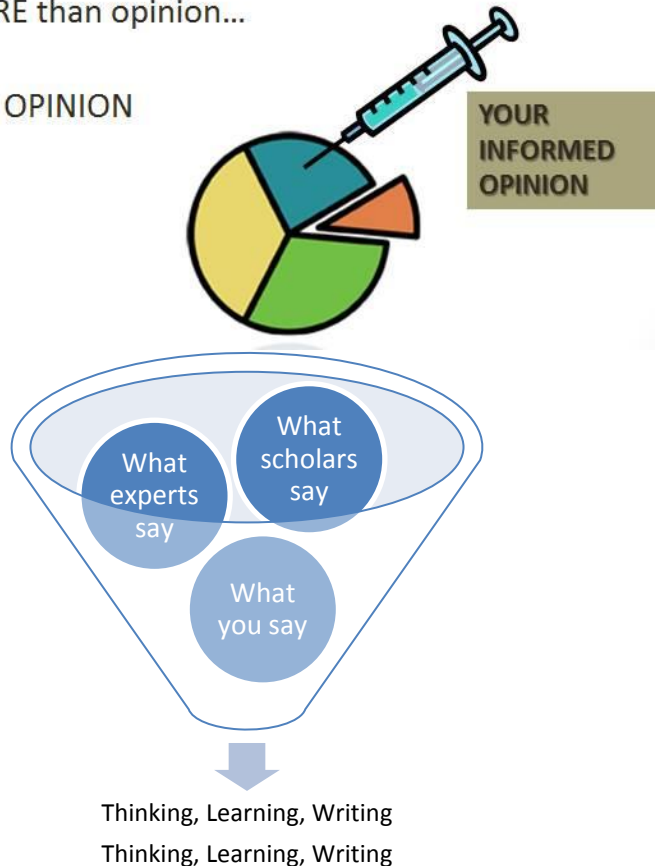 RE than opinion...
OPINION
YOUR
INFORMED
OPINION
What
scholars
say
What
experts
say
What
you say
Thinking, Learning, Writing
Thinking, Learning, Writing